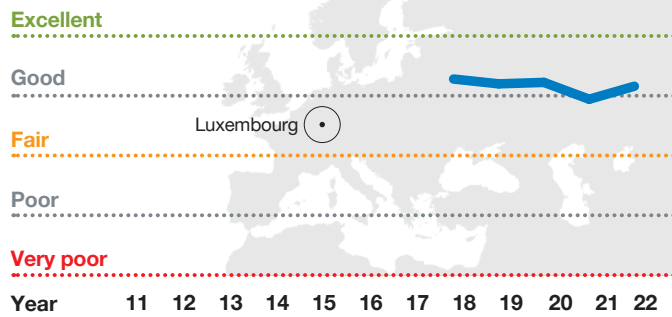 Excellent
Good
Luxembourg
Fair
Poor
Very poor
Year 11 12 13 14 15 16 17 18 19 20 21 22